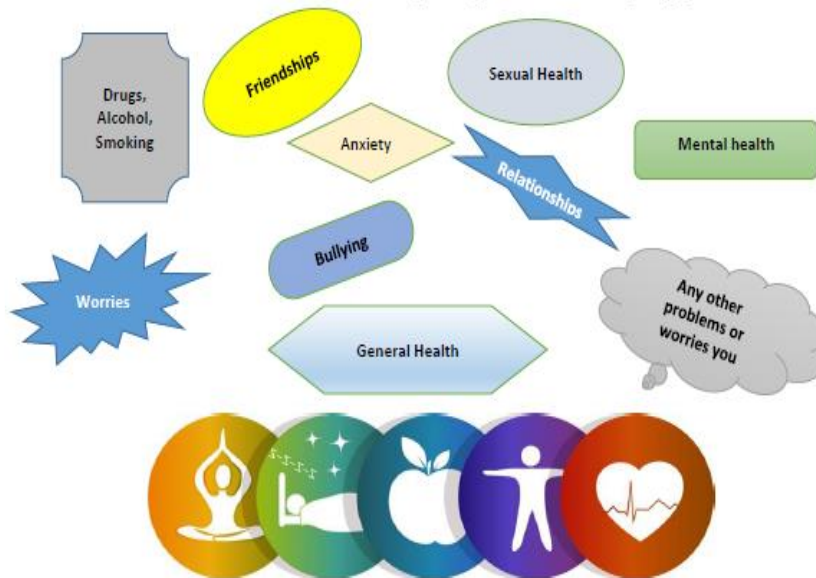 Friendships
Sexual Health
Drugs,
Alcohol,
Smoking
Anxiety
Mental health
Relationships
Bullying
Worries
Any other
problems or
worries you
General Health